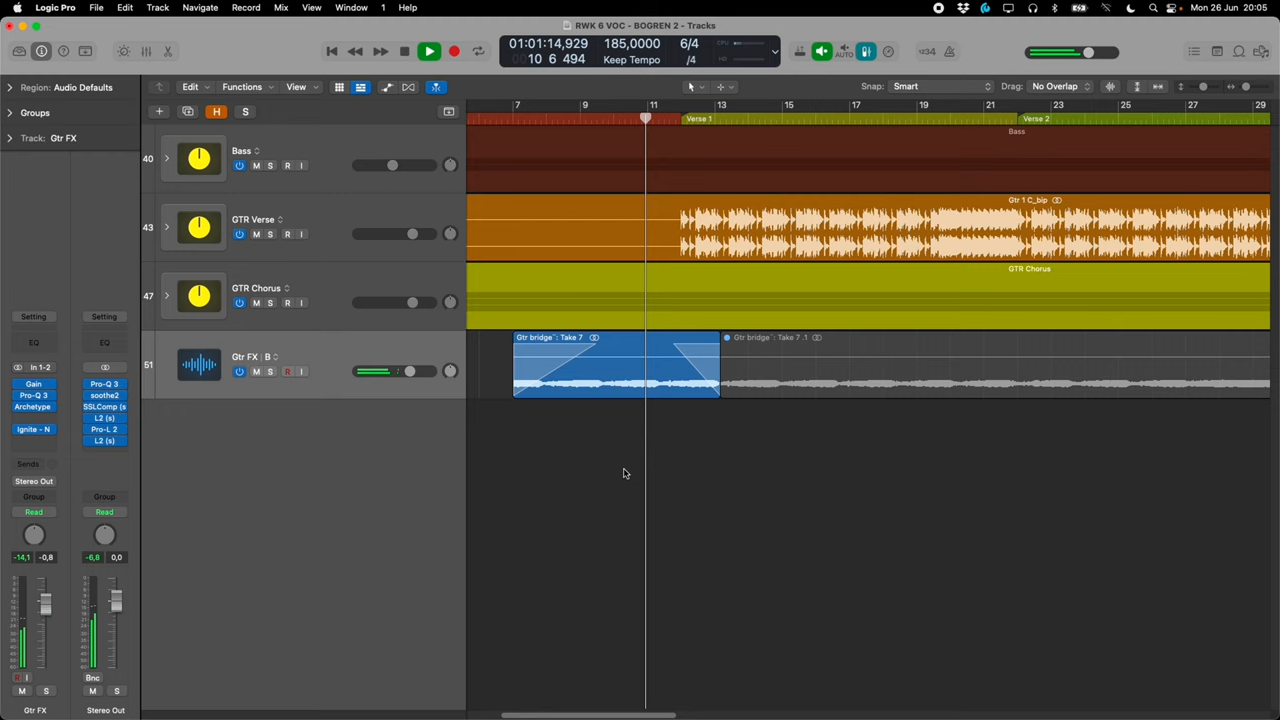 Logic Pro File Edit Track Navigate Record Mix View Window 1 Help Mon 26 Jun 20:05
RWK 6 VOC - BOGREN 2 - Tracks
01:01:14,929 185,0000 6/4 CPU
10 6 494 Keep Tempo /4 AUTO 1234
Region: Audio Defaults Edit Functions View Snap: Smart Drag: No Overlap
Groups H S 7 9 11 13 15 17 19 21 23 25 27 29
Verse 1 Verse 2
Track: Gtr FX
Bass
40 Bass
M S R I
Gtr 1 C_bip
43 GTR Verse
M S R I
GTR Chorus
47 GTR Chorus
M S R I
Setting Setting
EQ EQ
Gtr bridge~: Take 7 Gtr bridge~: Take 7 .1
51 Gtr FX : B
M S R I
In 1-2
Gain Pro-Q 3
Pro-Q 3 soothe2
Archetype SSLComp (s
L2 (s)
Ignite - N Pro-L 2
L2 (s)
Sends
Stereo Out
Group Group
Read Read
-14,1 -0,8 -6,8 0,0
R I Bnc
M S M S
Gtr FX Stereo Out